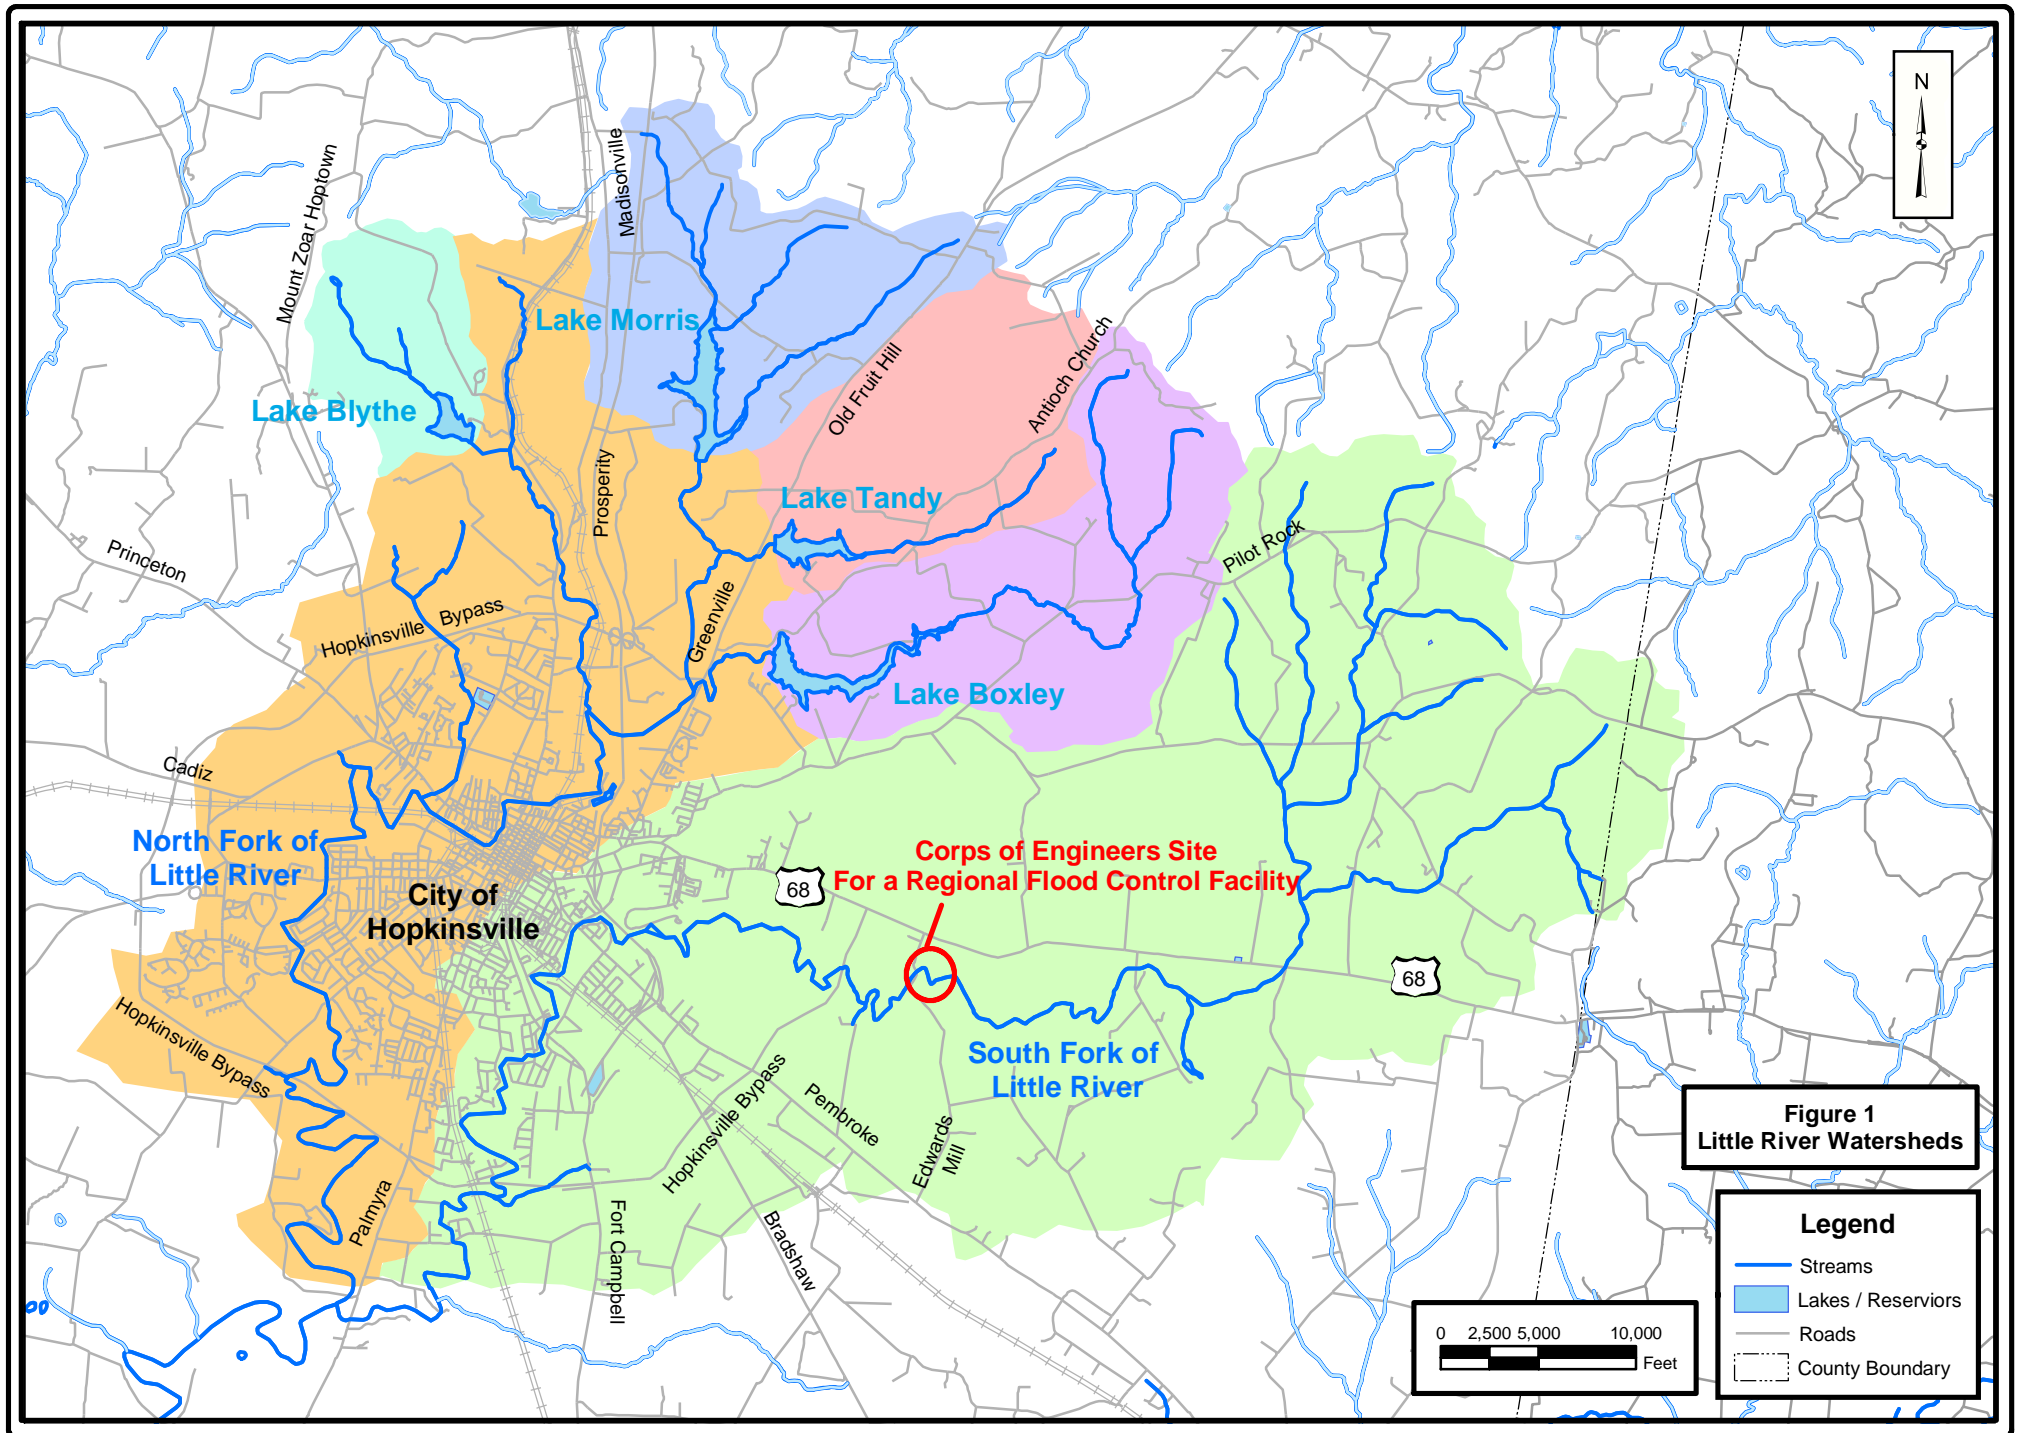 N
Madisonville
Mount Zoar Hoptown
Lake Morris
Old Fruit Hill
Antioch Church
Lake Blythe
Prosperity
Lake Tandy
Princeton
Pilot Rock
Hopkinsville Bypass
Greenville
Lake Boxley
Cadiz
North Fork of
Little River
City of
Hopkinsville
68
Corps of Engineers Site
For a Regional Flood Control Facility
68
Hopkinsville Bypass
South Fork of
Little River
Hopkinsville Bypass
Pembroke
Edwards
Mill
Palmyra
Fort Campbell
Bradshaw
Figure 1
Little River Watersheds
Legend
Streams
Lakes / Reserviors
Roads
County Boundary
0 2,500 5,000 10,000
Feet